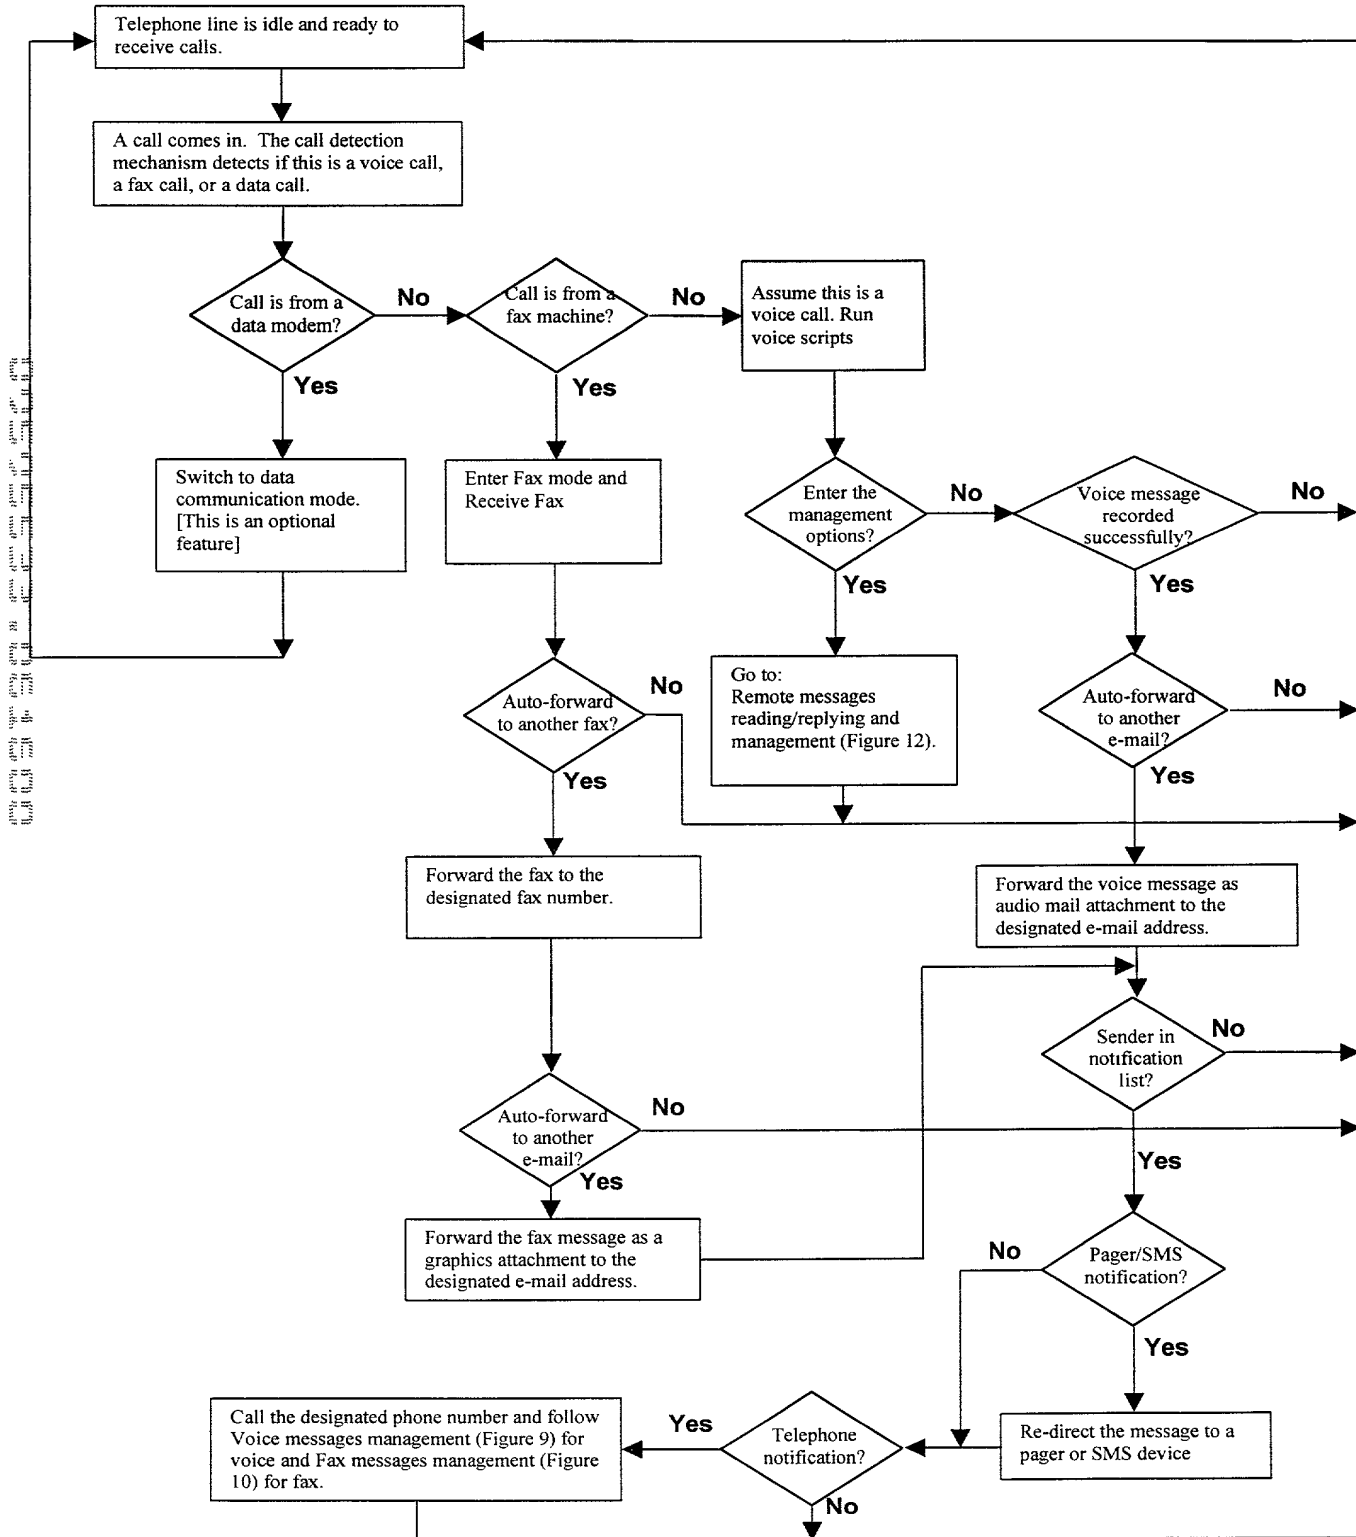 Telephone line is idle and ready to
receive calls.
A call comes in. The call detection
mechanism detects if this is a voice call,
a fax call, or a data call.
Call is from a
data modem?
No
Call is from a
fax machine?
No
Assume this is a
voice call. Run
voice scripts
Yes
Yes
Switch to data
communication mode.
[This is an optional
feature]
Enter Fax mode and
Receive Fax
Enter the
management
options?
No
Voice message
recorded
successfully?
No
Yes
Yes
Auto-forward
to another fax?
No
Go to:
Remote messages
reading/replying and
management (Figure 12).
Auto-forward
to another
e-mail?
No
Yes
Yes
Forward the fax to the
designated fax number.
Forward the voice message as
audio mail attachment to the
designated e-mail address.
Sender in
notification
list?
No
Auto-forward
to another
e-mail?
No
Yes
Yes
Forward the fax message as a
graphics attachment to the
designated e-mail address.
No
Pager/SMS
notification?
Yes
Call the designated phone number and follow
Voice messages management (Figure 9) for
voice and Fax messages management (Figure
10) for fax.
Yes
Telephone
notification?
Re-direct the message to a
pager or SMS device
No